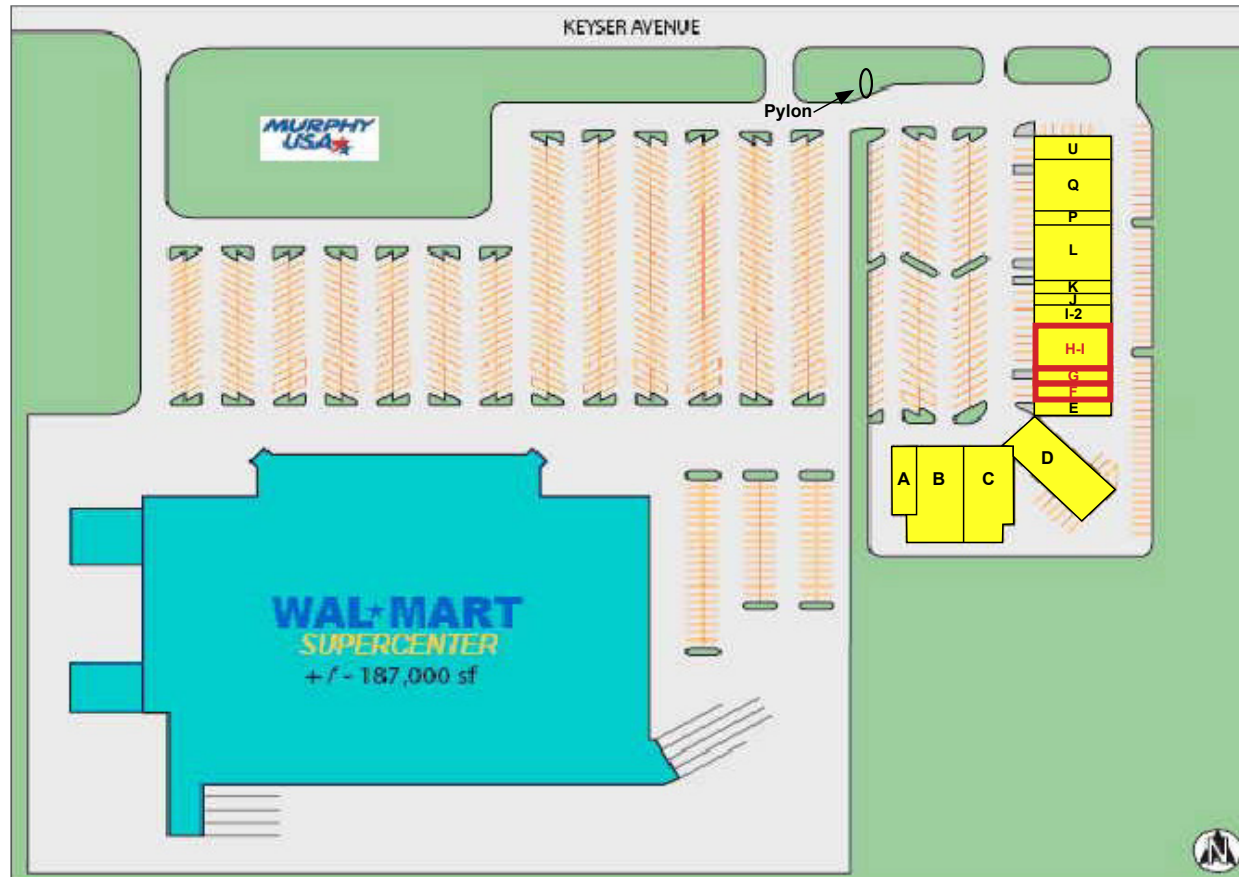 KEYSER AVENUE
Pylon
MURPHY
USA
U
Q
P
L
K
J
I-2
H-I
G
F
E
D
A B C
WAL★MART
SUPERCENTER
+/- 187,000 sf
N